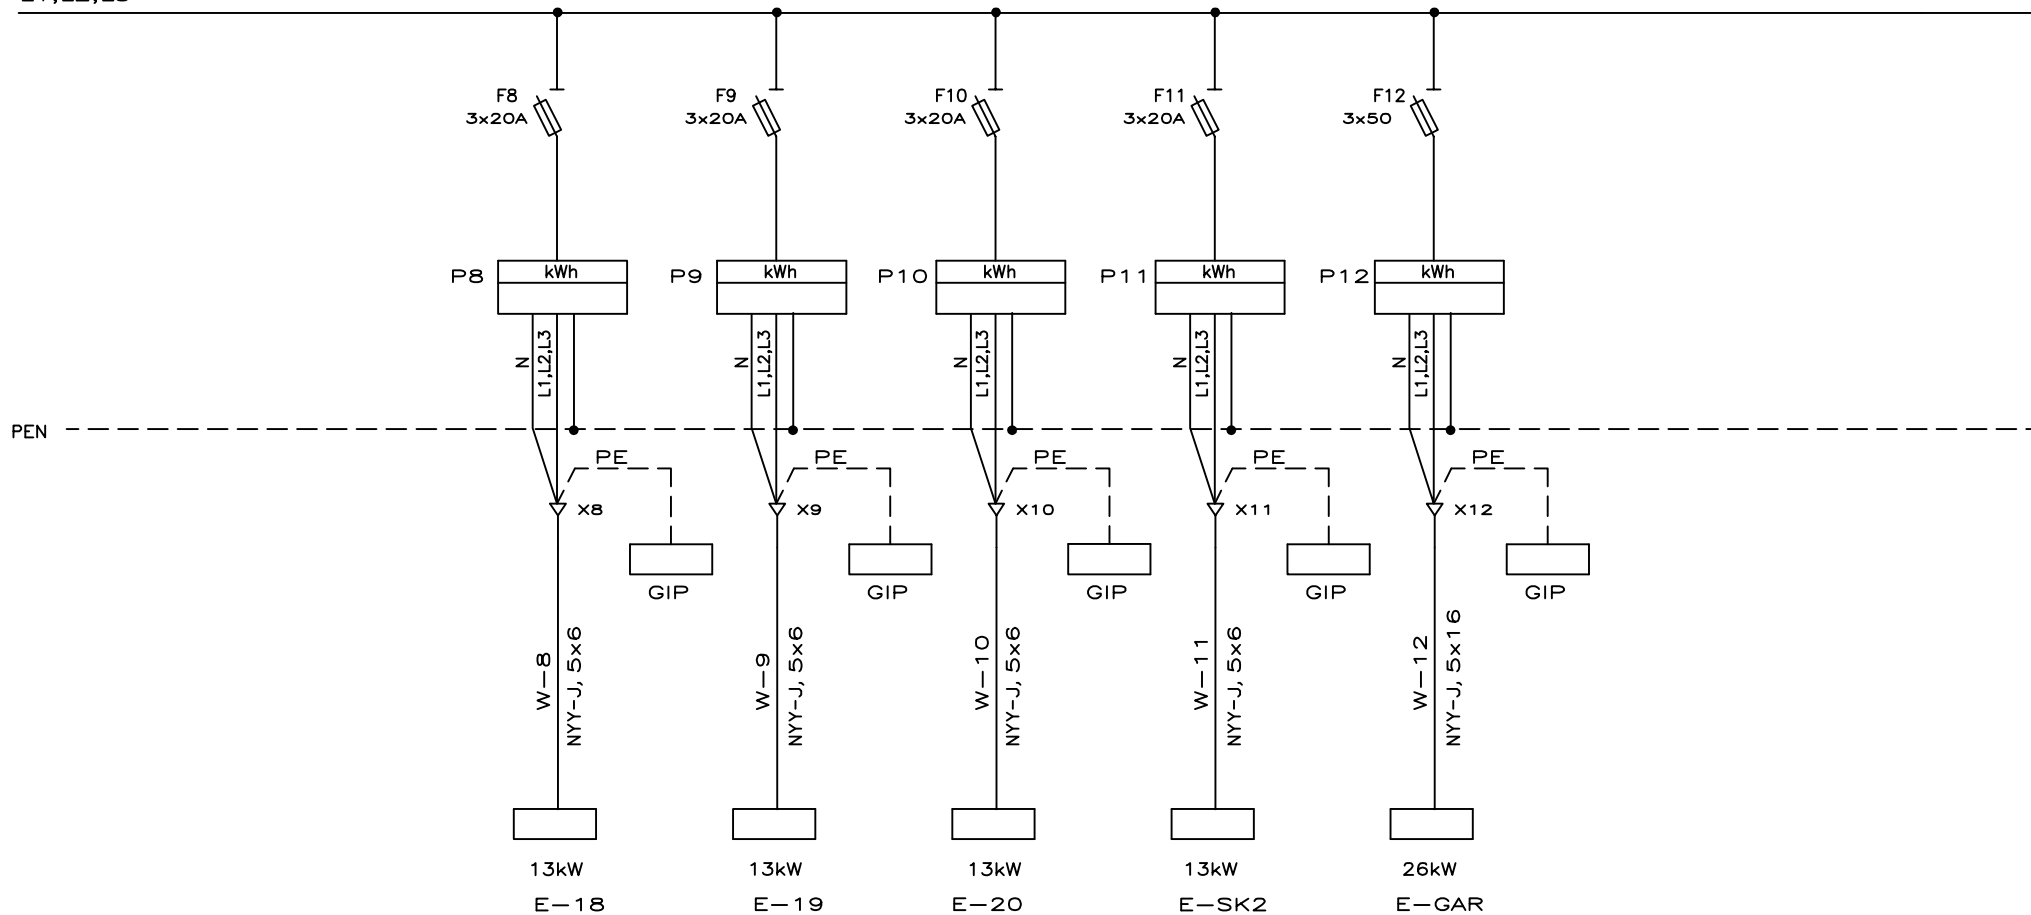 F8 F9 F10 F11 F12
3x20A 3x20A 3x20A 3x20A 3x50
P8 kWh P9 kWh P10 kWh P11 kWh P12 kWh
N L1,L2,L3 N L1,L2,L3 N L1,L2,L3 N L1,L2,L3 N L1,L2,L3
PEN
PE PE PE PE PE
X8 X9 X10 X11 X12
GIP GIP GIP GIP GIP
W-8 NYY-J, 5x6 W-9 NYY-J, 5x6 W-10 NYY-J, 5x6 W-11 NYY-J, 5x6 W-12 NYY-J, 5x16
13kW 13kW 13kW 13kW 26kW
E-18 E-19 E-20 E-SK2 E-GAR